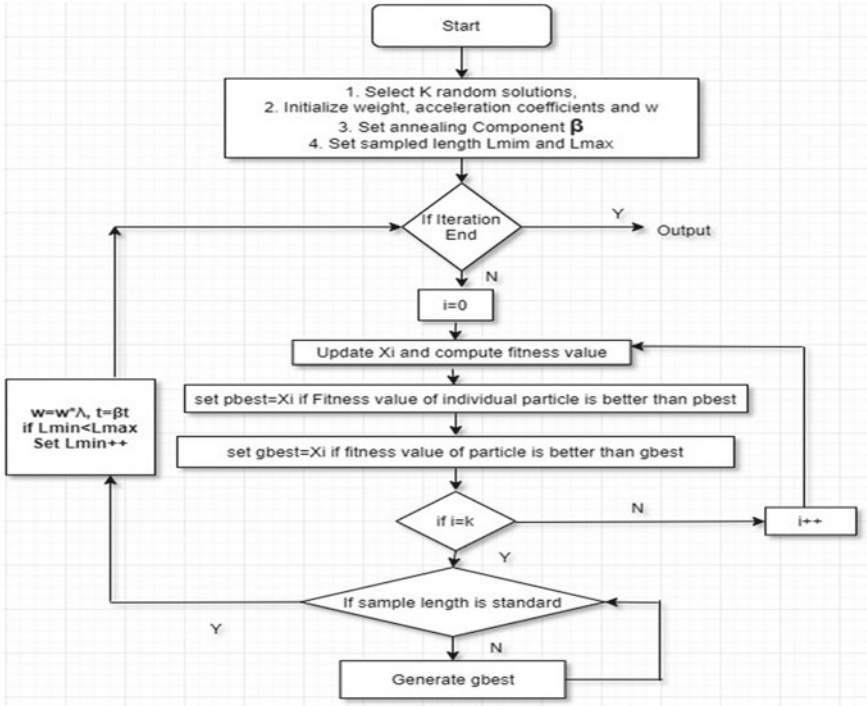 Start
1. Select K random solutions,
2. Initialize weight, acceleration coefficients and w
3. Set annealing Component β
4. Set sampled length Lmim and Lmax
If Iteration
End
Y
Output
N
i=0
Update Xi and compute fitness value
set pbest=Xi if Fitness value of individual particle is better than pbest
w=w*Λ, t=βt
if Lmin<Lmax
Set Lmin++
set gbest=Xi if fitness value of particle is better than gbest
if i=k
N
i++
Y
If sample length is standard
Y
N
Generate gbest